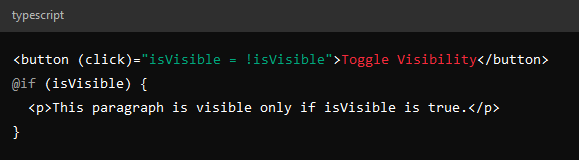 typescript
<button (click)="isVisible = !isVisible">Toggle Visibility</button>
@if (isVisible) {
  <p>This paragraph is visible only if isVisible is true.</p>
}